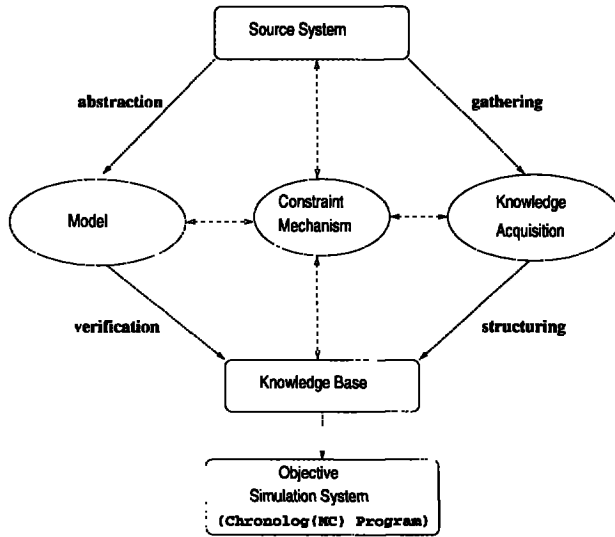 Source System
abstraction
gathering
Model
Constraint
Mechanism
Knowledge
Acquisition
verification
structuring
Knowledge Base
Objective
Simulation System
(Chronolog(MC) Program)